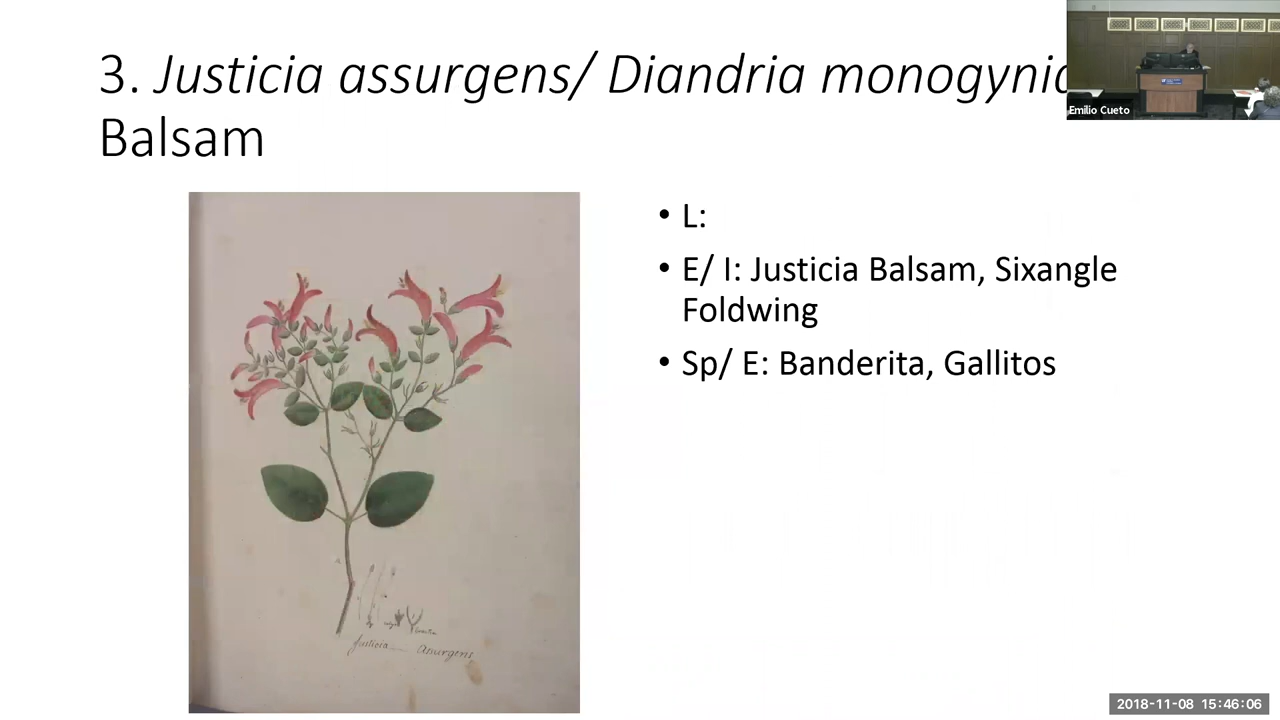 3. Justicia assurgens/ Diandria monogynia
Balsam
Emilio Cueto
• L:
• E/ I: Justicia Balsam, Sixangle
Foldwing
• Sp/ E: Banderita, Gallitos
Justicia Assurgens
2018-11-08 15:46:06